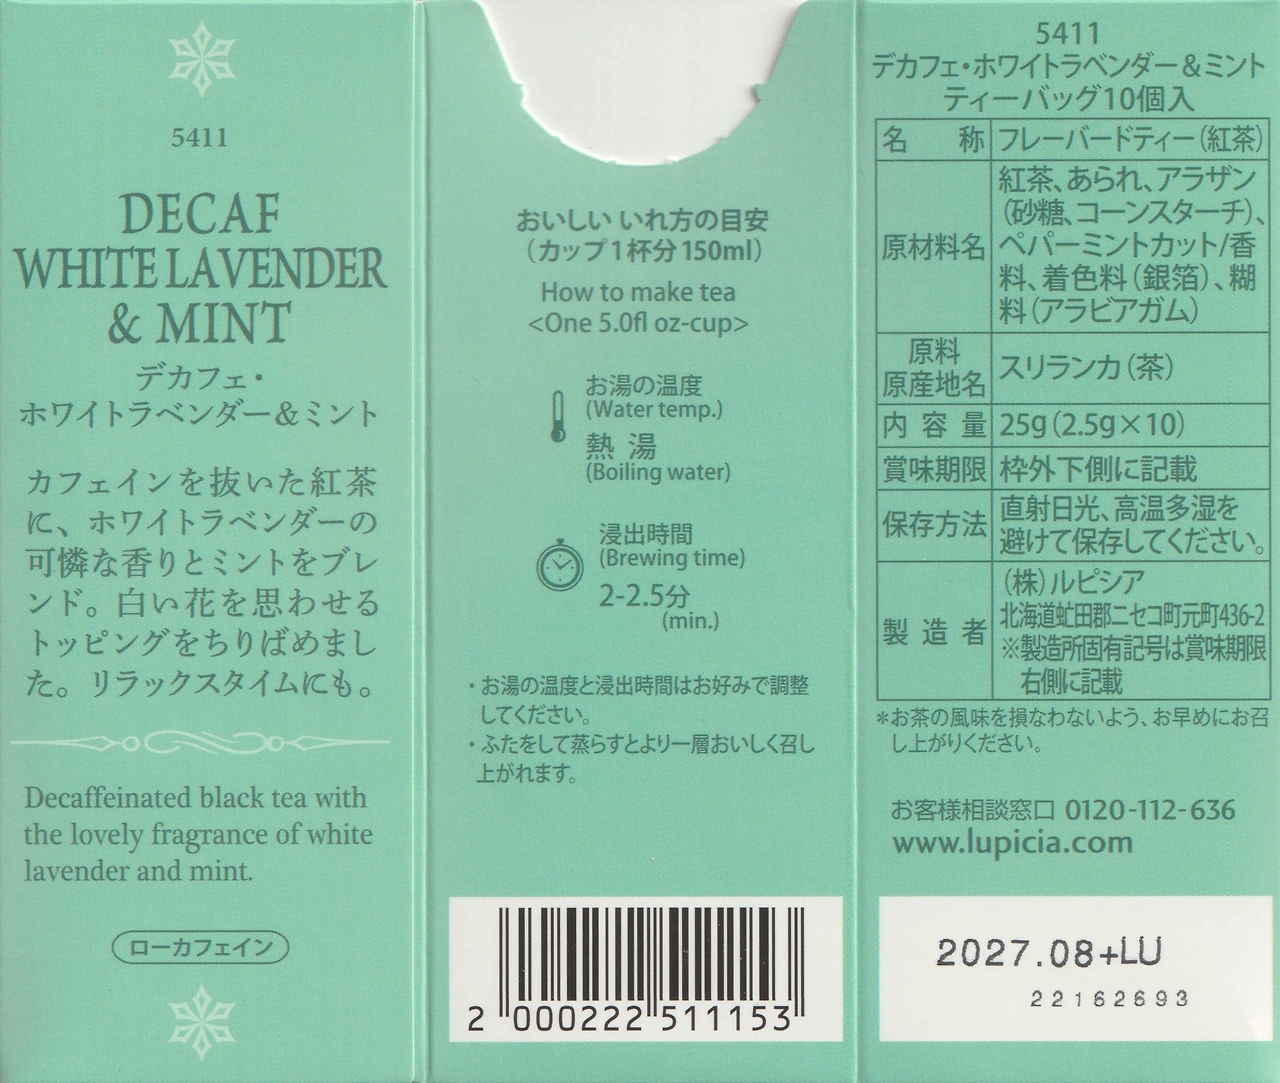 5411
DECAF
WHITE LAVENDER
& MINT
デカフェ・
ホワイトラベンダー＆ミント
カフェインを抜いた紅茶
に、ホワイトラベンダーの
可憐な香りとミントをブレ
ンド。白い花を思わせる
トッピングをちりばめまし
た。リラックスタイムにも。
Decaffeinated black tea with
the lovely fragrance of white
lavender and mint.
ローカフェイン
おいしい いれ方の目安
（カップ1杯分150ml）
How to make tea
<One 5.0fl oz-cup>
お湯の温度
(Water temp.)
熱 湯
(Boiling water)
浸出時間
(Brewing time)
2-2.5分
(min.)
・お湯の温度と浸出時間はお好みで調整
してください。
・ふたをして蒸らすとより一層おいしく召し
上がれます。
2 000222 511153
5411
デカフェ・ホワイトラベンダー＆ミント
ティーバッグ10個入
名 称 フレーバードティー（紅茶）
原材料名 紅茶、あられ、アラザン
（砂糖、コーンスターチ）、
ペパーミントカット/香
料、着色料（銀箔）、糊
料（アラビアガム）
原料
原産地名 スリランカ（茶）
内 容 量 25g（2.5g×10）
賞味期限 枠外下側に記載
保存方法 直射日光、高温多湿を
避けて保存してください。
製 造 者 （株）ルピシア
北海道虻田郡ニセコ町元町436-2
※製造所固有記号は賞味期限
右側に記載
＊お茶の風味を損なわないよう、お早めにお召
し上がりください。
お客様相談窓口 0120-112-636
www.lupicia.com
2027.08+LU
22162693